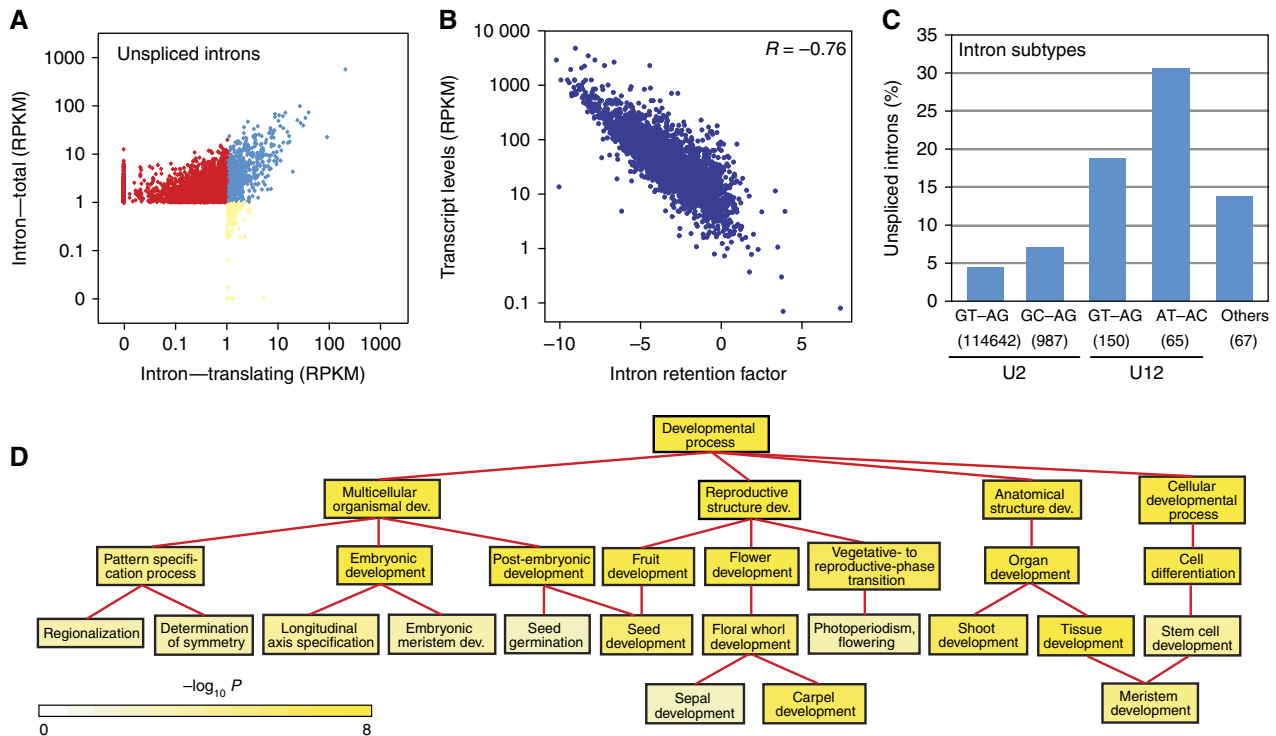 A
Unspliced introns
Intron—total (RPKM)
1000
100
10
1
0.1
0
0 0.1 1 10 100 1000
Intron—translating (RPKM)
B
R = −0.76
Transcript levels (RPKM)
10 000
1000
100
10
1
0.1
−10 −5 0 5
Intron retention factor
C
Intron subtypes
Unspliced introns (%)
35
30
25
20
15
10
5
0
GT–AG GC–AG GT–AG AT–AC Others
(114642) (987) (150) (65) (67)
U2 U12
D
Developmental
process
Multicellular
organismal dev.
Reproductive
structure dev.
Anatomical
structure dev.
Cellular
developmental
process
Pattern specifi-
cation process
Embryonic
development
Post-embryonic
development
Fruit
development
Flower
development
Vegetative- to
reproductive-phase
transition
Organ
development
Cell
differentiation
Regionalization
Determination
of symmetry
Longitudinal
axis specification
Embryonic
meristem dev.
Seed
germination
Seed
development
Floral whorl
development
Photoperiodism,
flowering
Shoot
development
Tissue
development
Stem cell
development
Sepal
development
Carpel
development
Meristem
development
−log10 P
0 8